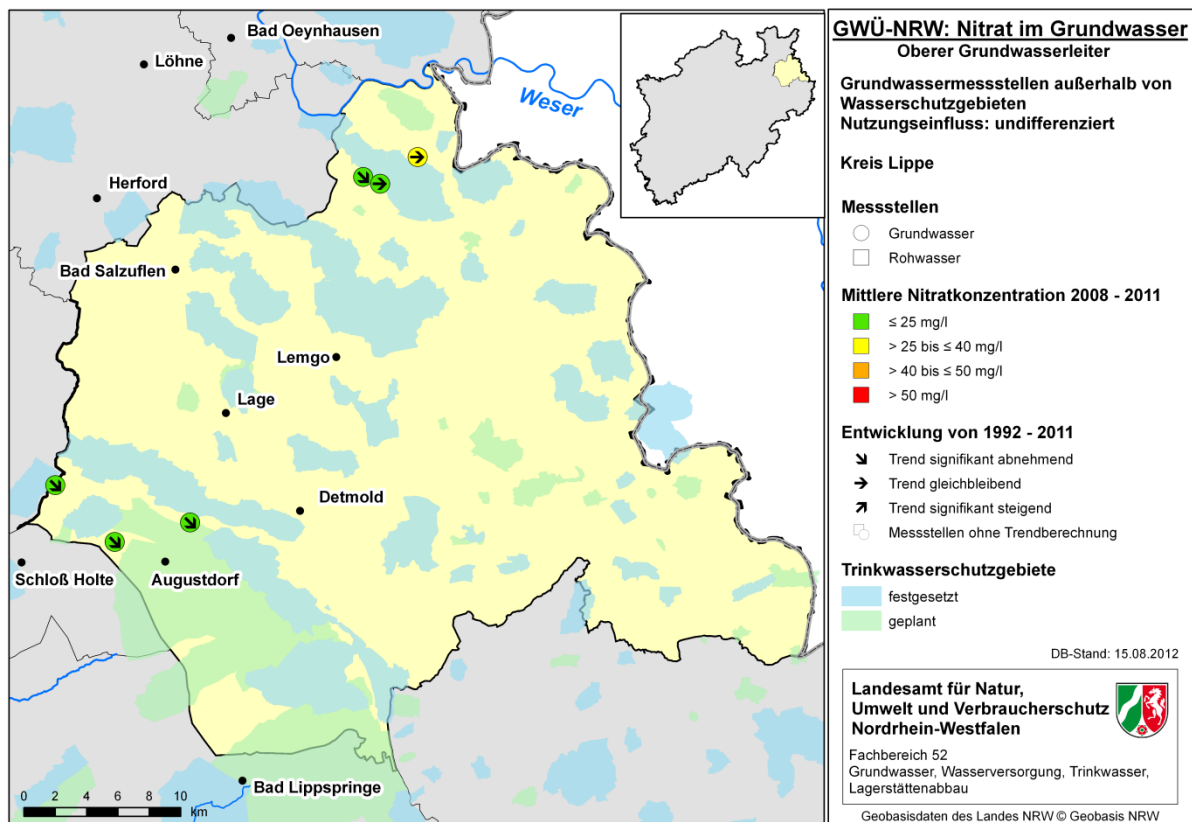 Bad Oeynhausen
Löhne
Weser
Herford
Bad Salzuflen
Lemgo
Lage
Detmold
Schloß Holte
Augustdorf
Bad Lippspringe
0 2 4 6 8 10
km
GWÜ-NRW: Nitrat im Grundwasser
Oberer Grundwasserleiter
Grundwassermessstellen außerhalb von
Wasserschutzgebieten
Nutzungseinfluss: undifferenziert
Kreis Lippe
Messstellen
Grundwasser
Rohwasser
Mittlere Nitratkonzentration 2008 - 2011
≤ 25 mg/l
> 25 bis ≤ 40 mg/l
> 40 bis ≤ 50 mg/l
> 50 mg/l
Entwicklung von 1992 - 2011
Trend signifikant abnehmend
Trend gleichbleibend
Trend signifikant steigend
Messstellen ohne Trendberechnung
Trinkwasserschutzgebiete
festgesetzt
geplant
DB-Stand: 15.08.2012
Landesamt für Natur,
Umwelt und Verbraucherschutz
Nordrhein-Westfalen
Fachbereich 52
Grundwasser, Wasserversorgung, Trinkwasser,
Lagerstättenabbau
Geobasisdaten des Landes NRW © Geobasis NRW